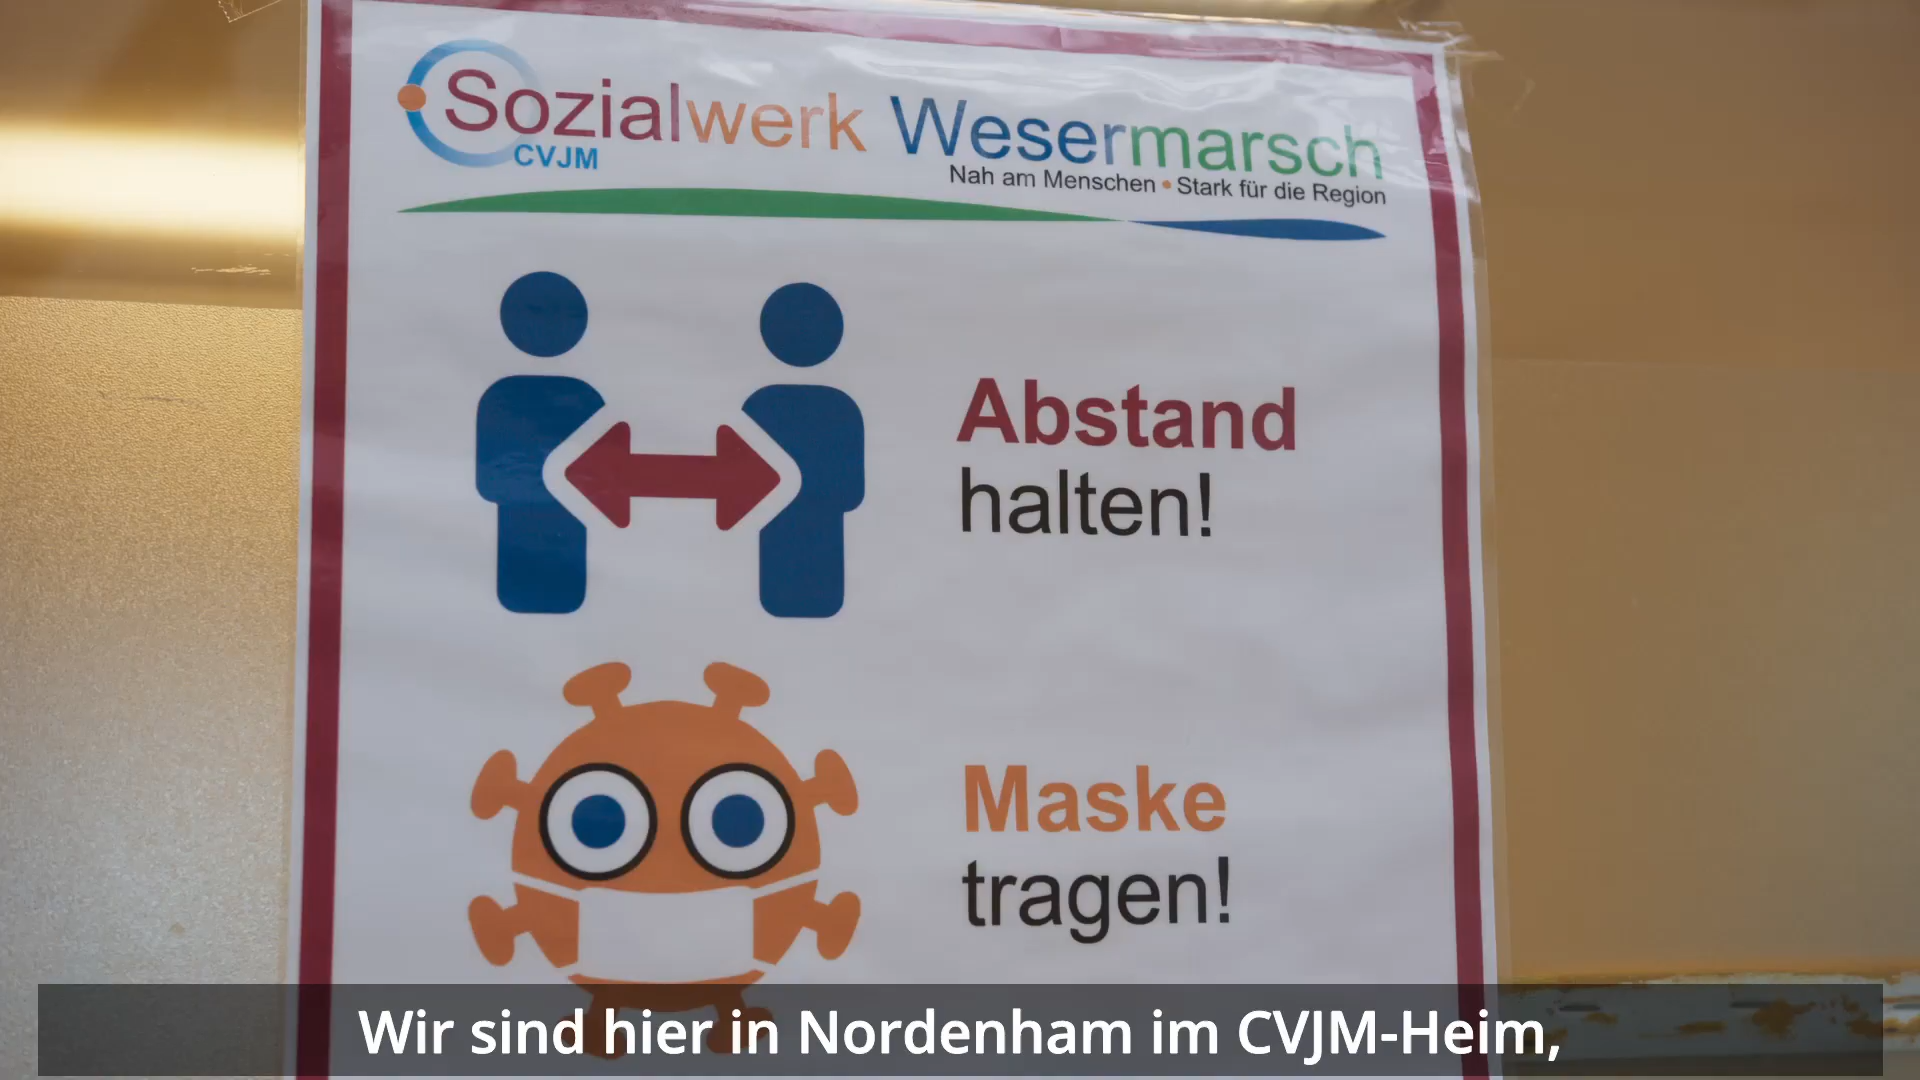 Sozialwerk Wesermarsch
CVJM
Nah am Menschen • Stark für die Region
Abstand
halten!
Maske
tragen!
Wir sind hier in Nordenham im CVJM-Heim,